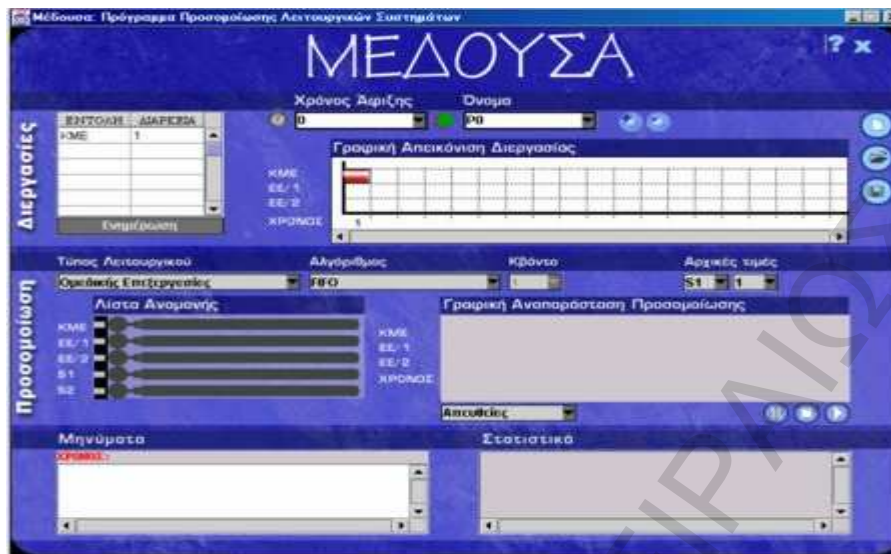 Μέδουσα: Πρόγραμμα Προσομοίωσης Λειτουργικών Συστημάτων
ΜΕΔΟΥΣΑ
? x
Διεργασίες
ΕΝΤΟΛΗ ΔΙΑΡΚΕΙΑ
ΚΜΕ 1
Ενημέρωση
Χρόνος Άφιξης Όνομα
0 P0
Γραφική Απεικόνιση Διεργασίας
ΚΜΕ
ΕΕ/1
ΕΕ/2
ΧΡΟΝΟΣ
Προσομοίωση
Τύπος Λειτουργικού Αλγόριθμος Κβάντο Αρχικές τιμές
Ομαδικής Επεξεργασίας FIFO S1 1
Λίστα Αναμονής
ΚΜΕ
ΕΕ/1
ΕΕ/2
S1
S2
Γραφική Αναπαράσταση Προσομοίωσης
ΚΜΕ
ΕΕ/1
ΕΕ/2
ΧΡΟΝΟΣ
Απευθείας
Μηνύματα
ΧΡΟΝΟΣ:
Στατιστικά
ΕΙΡΑΙΩΣ